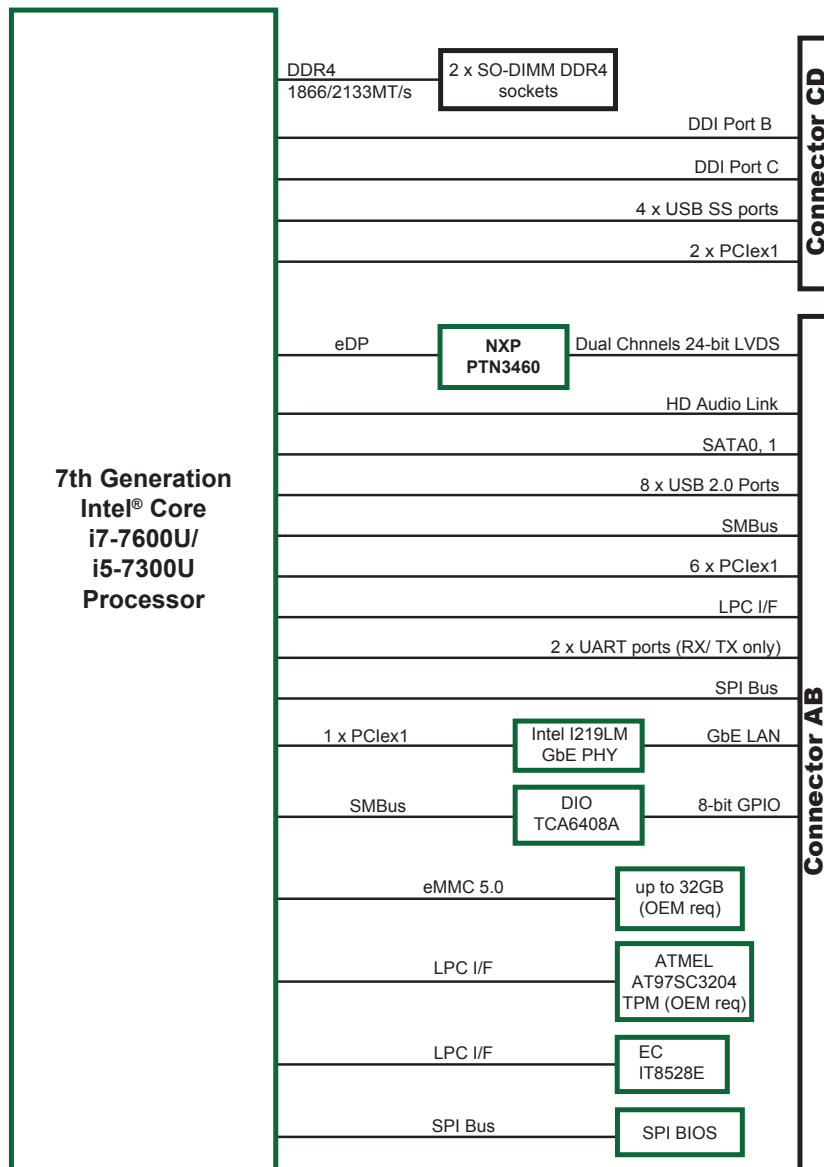 DDR4
1866/2133MT/s
2 x SO-DIMM DDR4
sockets
Connector CD
DDI Port B
DDI Port C
4 x USB SS ports
2 x PCIex1
eDP
NXP
PTN3460
Dual Chnnels 24-bit LVDS
HD Audio Link
SATA0, 1
8 x USB 2.0 Ports
SMBus
6 x PCIex1
LPC I/F
2 x UART ports (RX/ TX only)
SPI Bus
7th Generation
Intel® Core
i7-7600U/
i5-7300U
Processor
Connector AB
1 x PCIex1
Intel I219LM
GbE PHY
GbE LAN
SMBus
DIO
TCA6408A
8-bit GPIO
eMMC 5.0
up to 32GB
(OEM req)
LPC I/F
ATMEL
AT97SC3204
TPM (OEM req)
LPC I/F
EC
IT8528E
SPI Bus
SPI BIOS